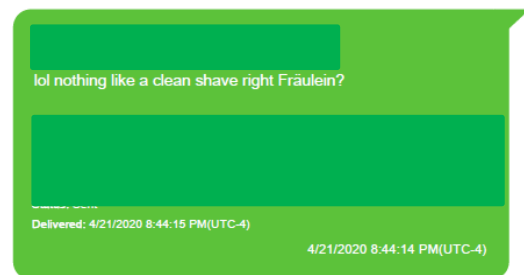 lol nothing like a clean shave right Fräulein?
Delivered: 4/21/2020 8:44:15 PM(UTC-4)
4/21/2020 8:44:14 PM(UTC-4)